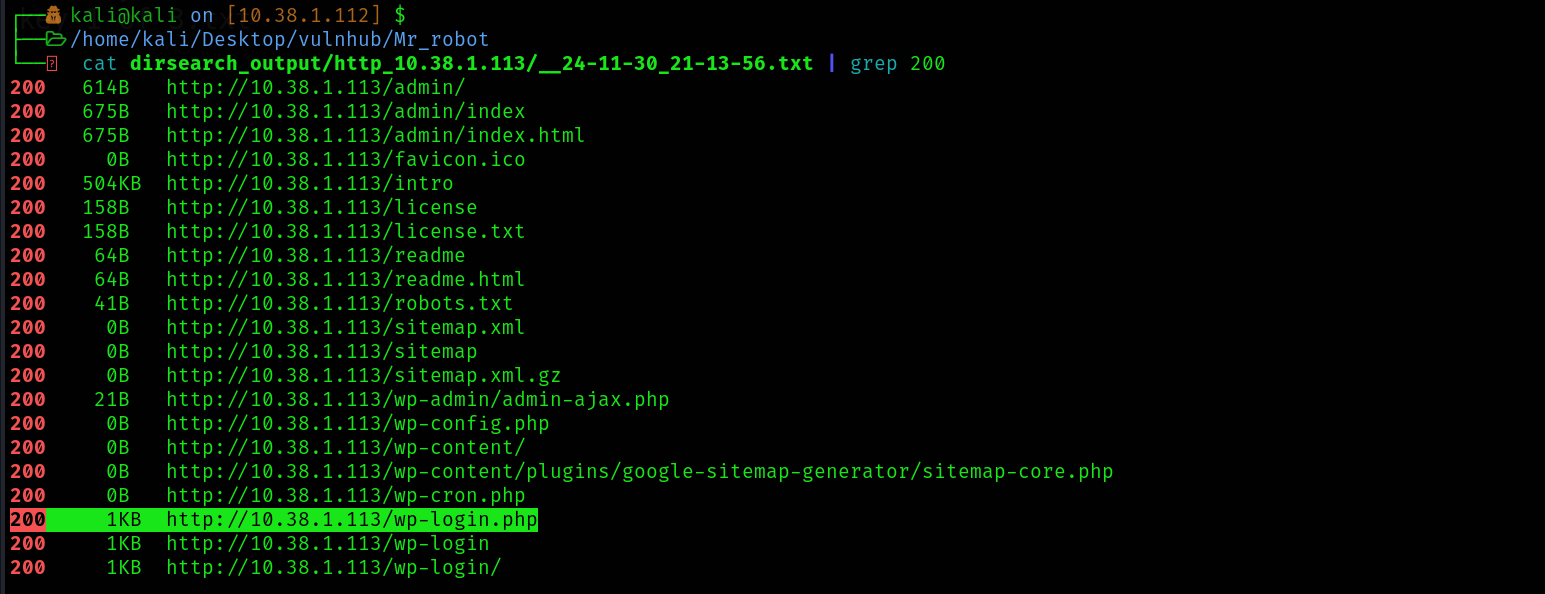 kali@kali on [10.38.1.112] $
/home/kali/Desktop/vulnhub/Mr_robot
cat dirsearch_output/http_10.38.1.113/__24-11-30_21-13-56.txt | grep 200
200   614B   http://10.38.1.113/admin/
200   675B   http://10.38.1.113/admin/index
200   675B   http://10.38.1.113/admin/index.html
200     0B   http://10.38.1.113/favicon.ico
200   504KB  http://10.38.1.113/intro
200   158B   http://10.38.1.113/license
200   158B   http://10.38.1.113/license.txt
200    64B   http://10.38.1.113/readme
200    64B   http://10.38.1.113/readme.html
200    41B   http://10.38.1.113/robots.txt
200     0B   http://10.38.1.113/sitemap.xml
200     0B   http://10.38.1.113/sitemap
200     0B   http://10.38.1.113/sitemap.xml.gz
200    21B   http://10.38.1.113/wp-admin/admin-ajax.php
200     0B   http://10.38.1.113/wp-config.php
200     0B   http://10.38.1.113/wp-content/
200     0B   http://10.38.1.113/wp-content/plugins/google-sitemap-generator/sitemap-core.php
200     0B   http://10.38.1.113/wp-cron.php
200     1KB  http://10.38.1.113/wp-login.php
200     1KB  http://10.38.1.113/wp-login
200     1KB  http://10.38.1.113/wp-login/